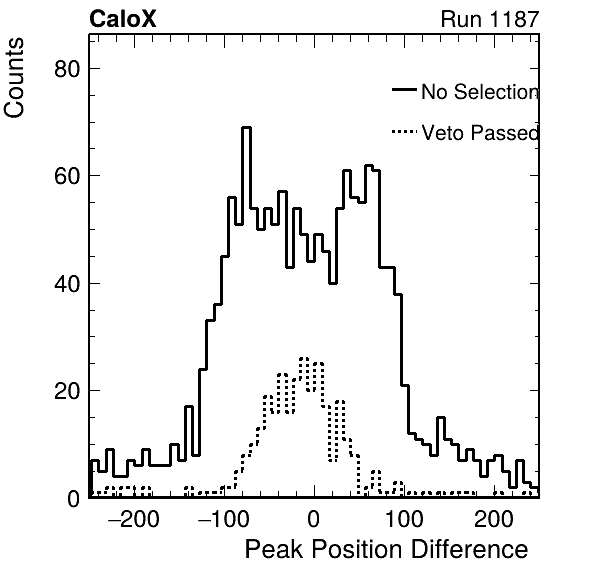 CaloX Run 1187
Counts
80
60
40
20
0
No Selection
Veto Passed
−200 −100 0 100 200
Peak Position Difference